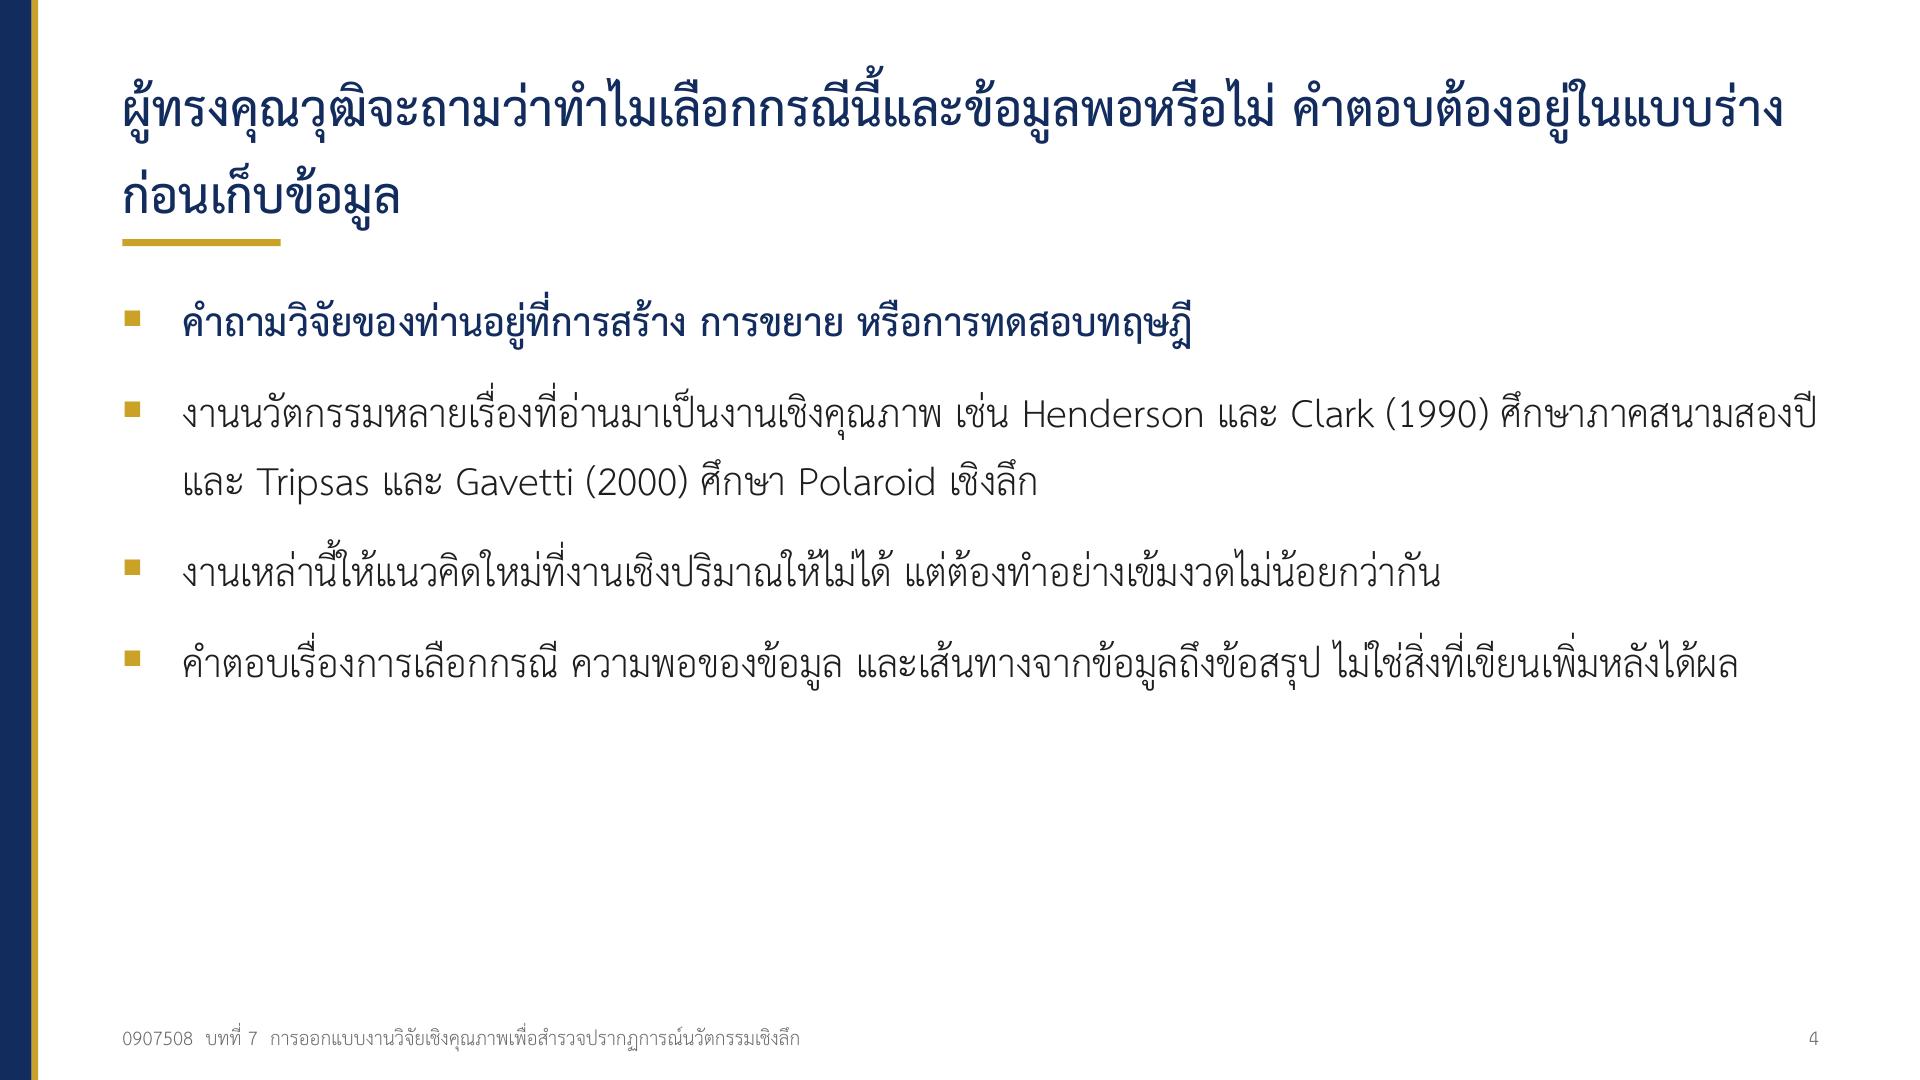 ผู้ทรงคุณวุฒิจะถามว่าทำไมเลือกกรณีนี้และข้อมูลพอหรือไม่ คำตอบต้องอยู่ในแบบร่าง
ก่อนเก็บข้อมูล
คำถามวิจัยของท่านอยู่ที่การสร้าง การขยาย หรือการทดสอบทฤษฎี
งานนวัตกรรมหลายเรื่องที่อ่านมาเป็นงานเชิงคุณภาพ เช่น Henderson และ Clark (1990) ศึกษาภาคสนามสองปี
และ Tripsas และ Gavetti (2000) ศึกษา Polaroid เชิงลึก
งานเหล่านี้ให้แนวคิดใหม่ที่งานเชิงปริมาณให้ไม่ได้ แต่ต้องทำอย่างเข้มงวดไม่น้อยกว่ากัน
คำตอบเรื่องการเลือกกรณี ความพอของข้อมูล และเส้นทางจากข้อมูลถึงข้อสรุป ไม่ใช่สิ่งที่เขียนเพิ่มหลังได้ผล
0907508 บทที่ 7 การออกแบบงานวิจัยเชิงคุณภาพเพื่อสำรวจปรากฏการณ์นวัตกรรมเชิงลึก
4